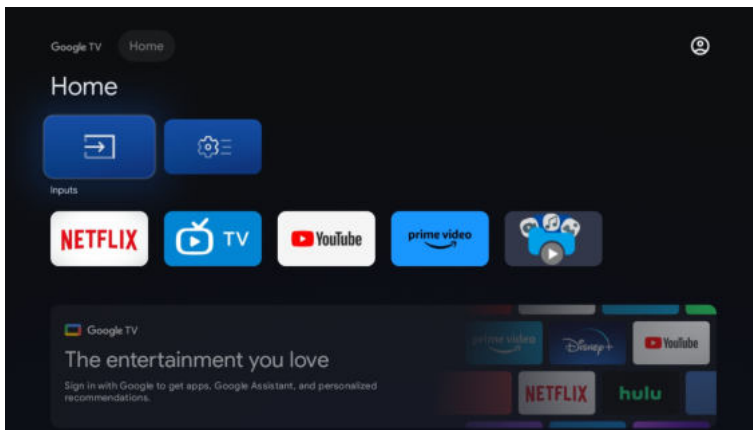 Google TV Home
Home
Inputs
NETFLIX TV YouTube prime video
Google TV
The entertainment you love
Sign in with Google to get apps, Google Assistant, and personalized
recommendations.
prime video Disney+ YouTube
NETFLIX hulu